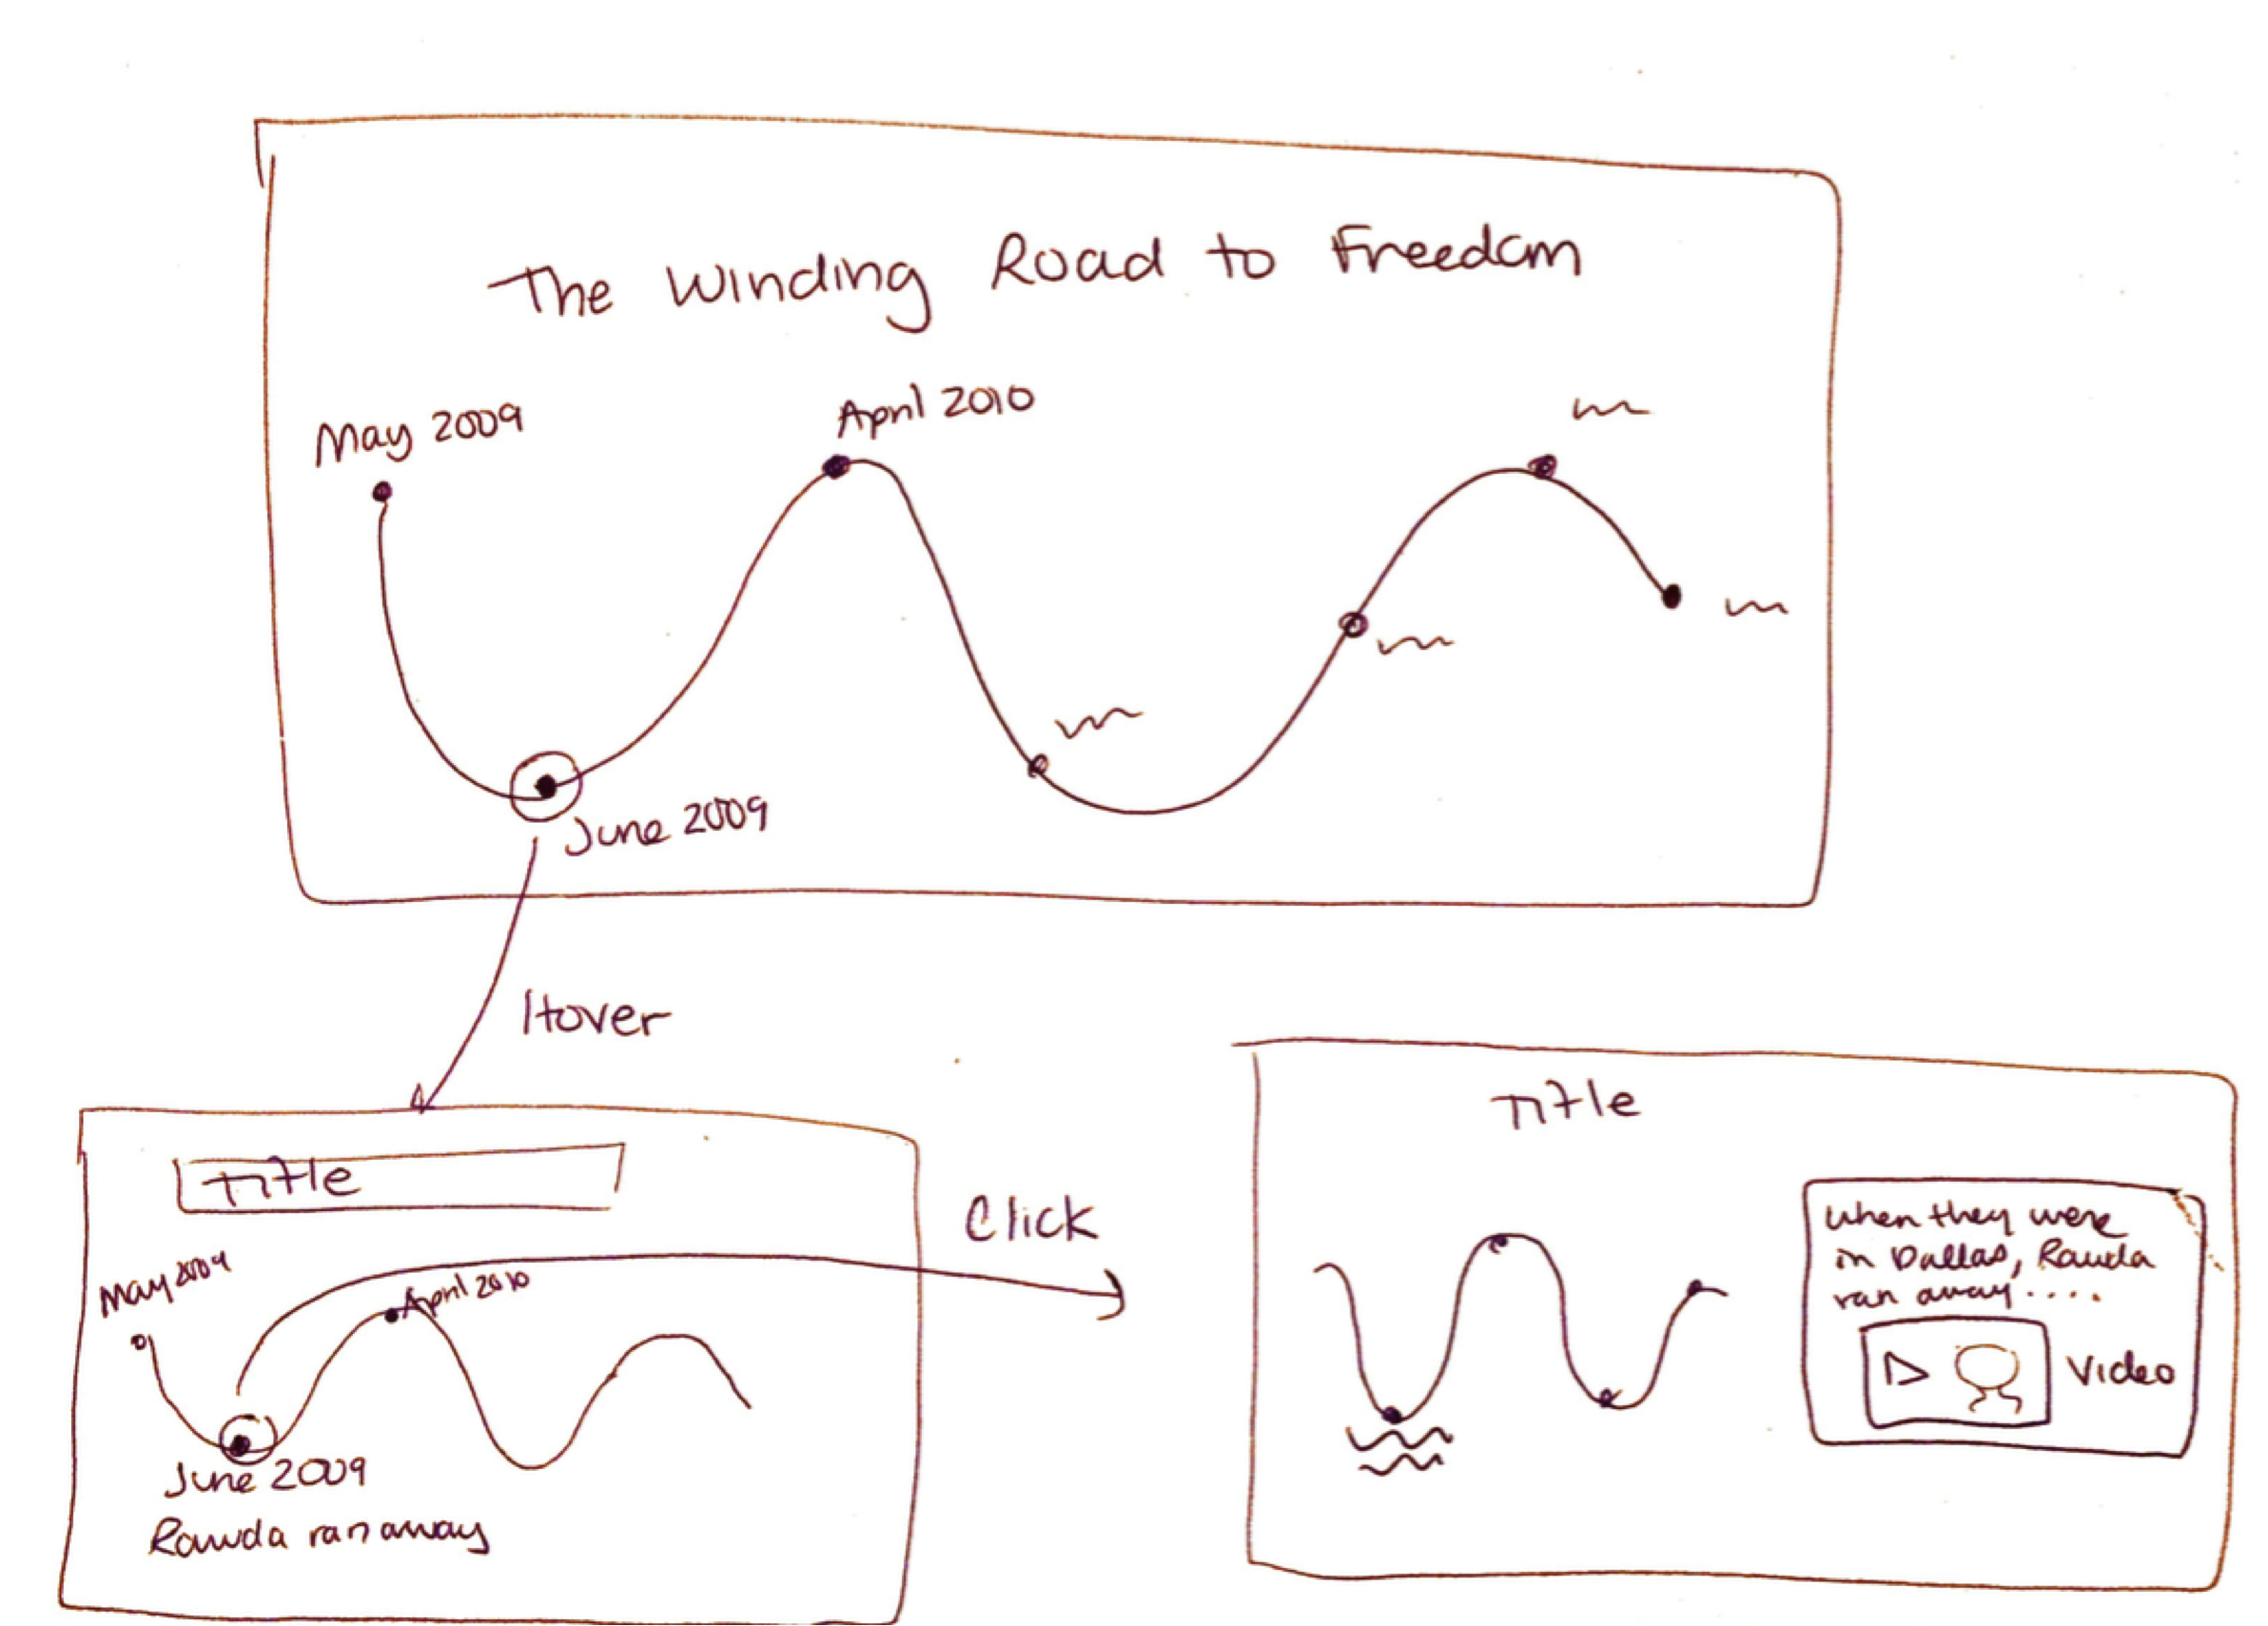 The Winding Road to Freedom
May 2009
April 2010
June 2009
Hover
Title
May 2009
April 2010
June 2009
Rawda ran away
Click
Title
When they were
in Dallas, Rawda
ran away....
Video